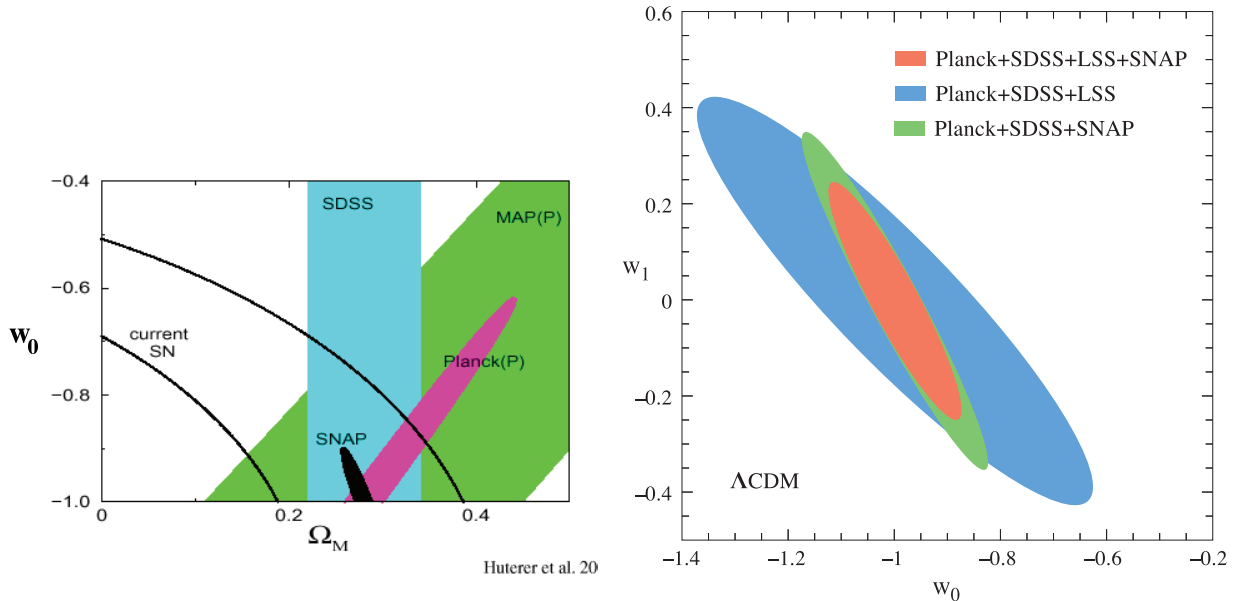 −0.4
−0.6
−0.8
−1.0
w0
SDSS
MAP(P)
current
SN
Planck(P)
SNAP
0
0.2
0.4
ΩM
Huterer et al. 20
0.6
0.4
0.2
0
−0.2
−0.4
w1
Planck+SDSS+LSS+SNAP
Planck+SDSS+LSS
Planck+SDSS+SNAP
ΛCDM
−1.4
−1.2
−1
−0.8
−0.6
−0.4
−0.2
w0